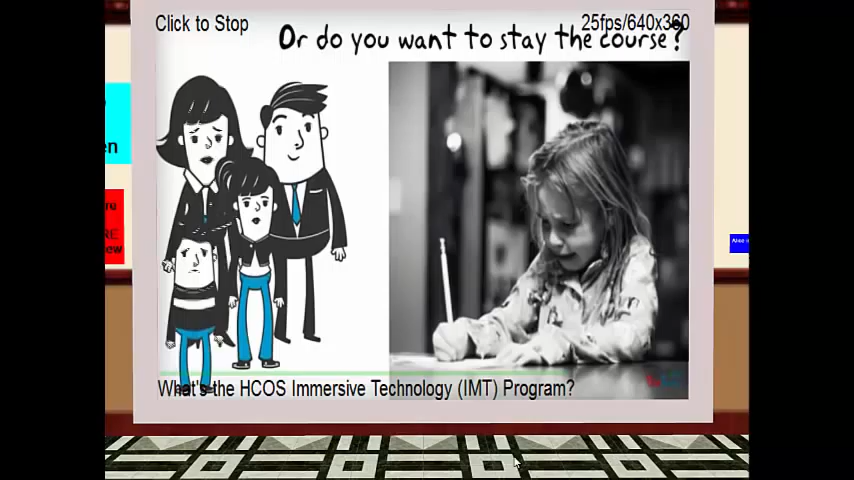 Click to Stop
25fps/640x360
Or do you want to stay the course?
en
What's the HCOS Immersive Technology (IMT) Program?